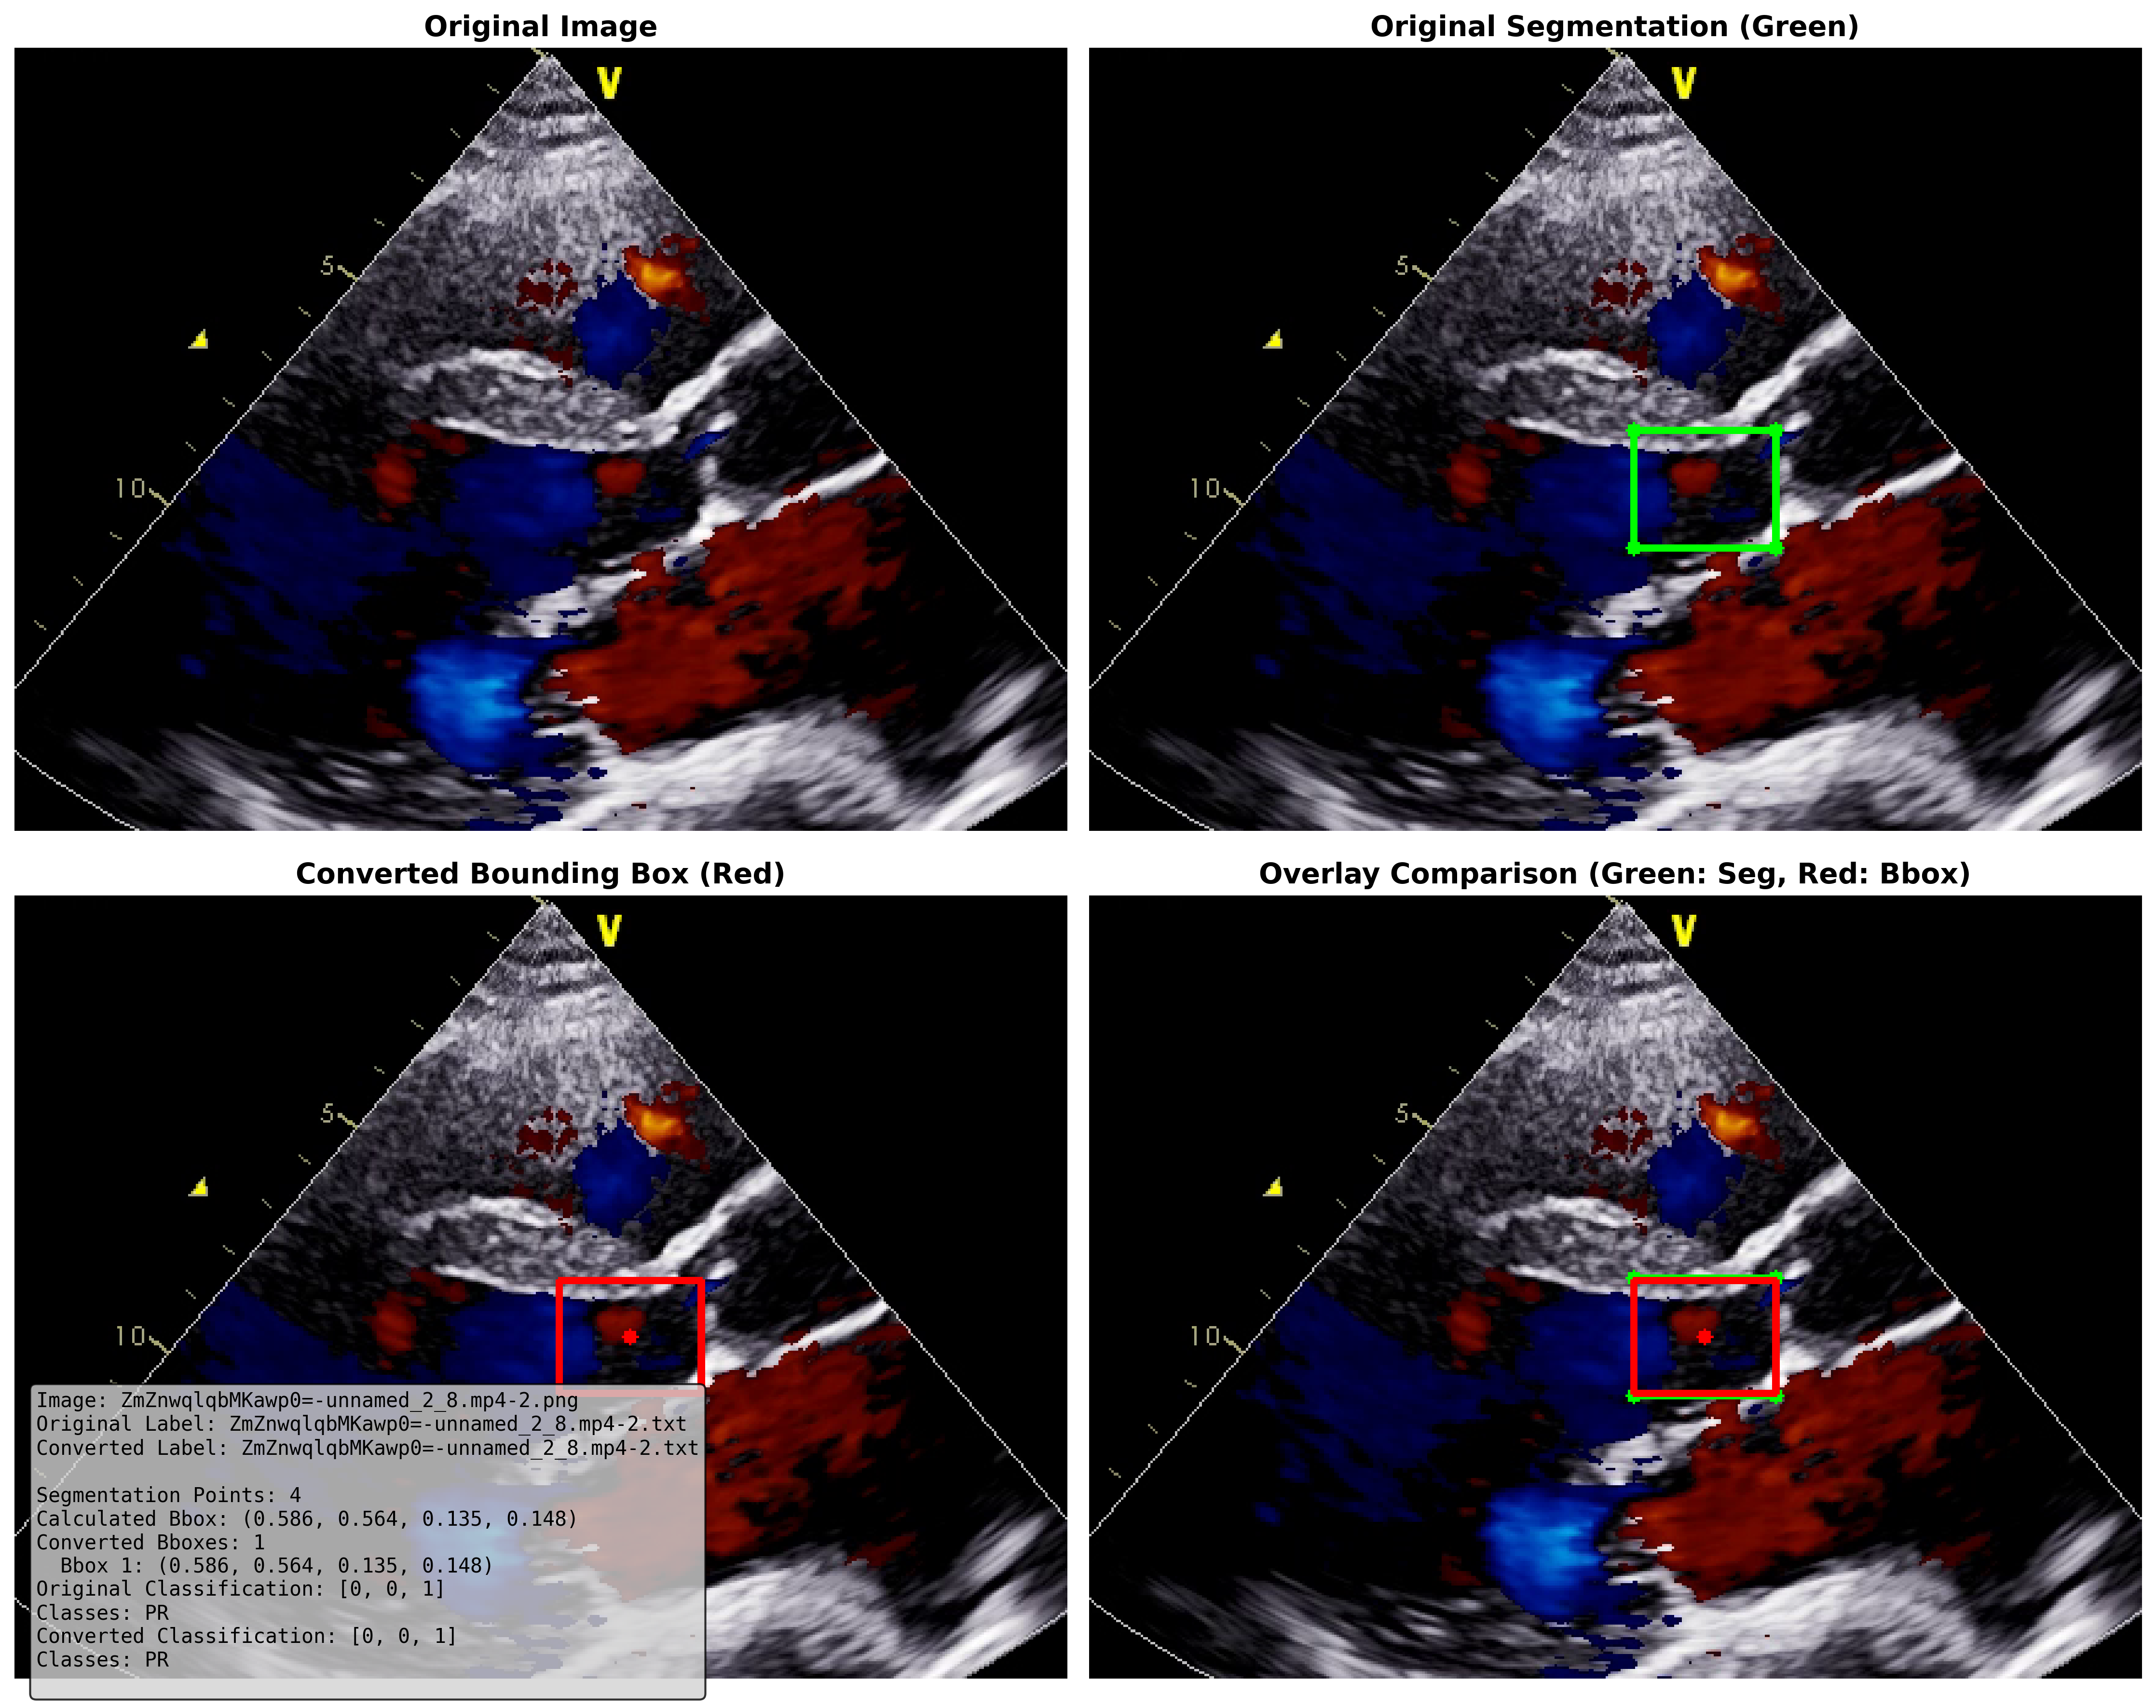 Original Image
Original Segmentation (Green)
V
5
10
V
5
10
Converted Bounding Box (Red)
Overlay Comparison (Green: Seg, Red: Bbox)
V
5
10
V
5
10
Image: ZmZnwqlqbMKawp0=-unnamed_2_8.mp4-2.png
Original Label: ZmZnwqlqbMKawp0=-unnamed_2_8.mp4-2.txt
Converted Label: ZmZnwqlqbMKawp0=-unnamed_2_8.mp4-2.txt
Segmentation Points: 4
Calculated Bbox: (0.586, 0.564, 0.135, 0.148)
Converted Bboxes: 1
Bbox 1: (0.586, 0.564, 0.135, 0.148)
Original Classification: [0, 0, 1]
Classes: PR
Converted Classification: [0, 0, 1]
Classes: PR